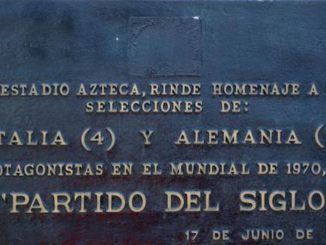 ESTADIO AZTECA, RINDE HOMENAJE A
SELECCIONES DE:
TALIA (4) Y ALEMANIA (
OTAGONISTAS EN EL MUNDIAL DE 1970,
"PARTIDO DEL SIGLO
17 DE JUNIO DE